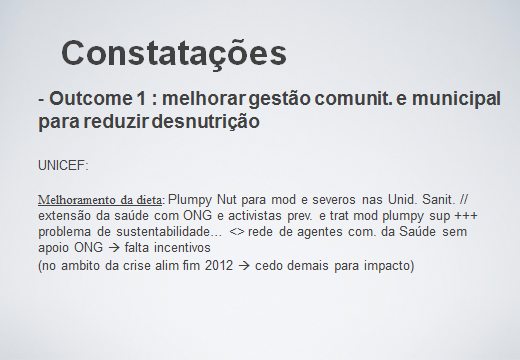 Constatações
- Outcome 1 : melhorar gestão comunit. e municipal
para reduzir desnutrição
UNICEF:
Melhoramento da dieta: Plumpy Nut para mod e severos nas Unid. Sanit. //
extensão da saúde com ONG e activistas prev. e trat mod plumpy sup +++
problema de sustentabilidade... <> rede de agentes com. da Saúde sem
apoio ONG → falta incentivos
(no ambito da crise alim fim 2012 → cedo demais para impacto)